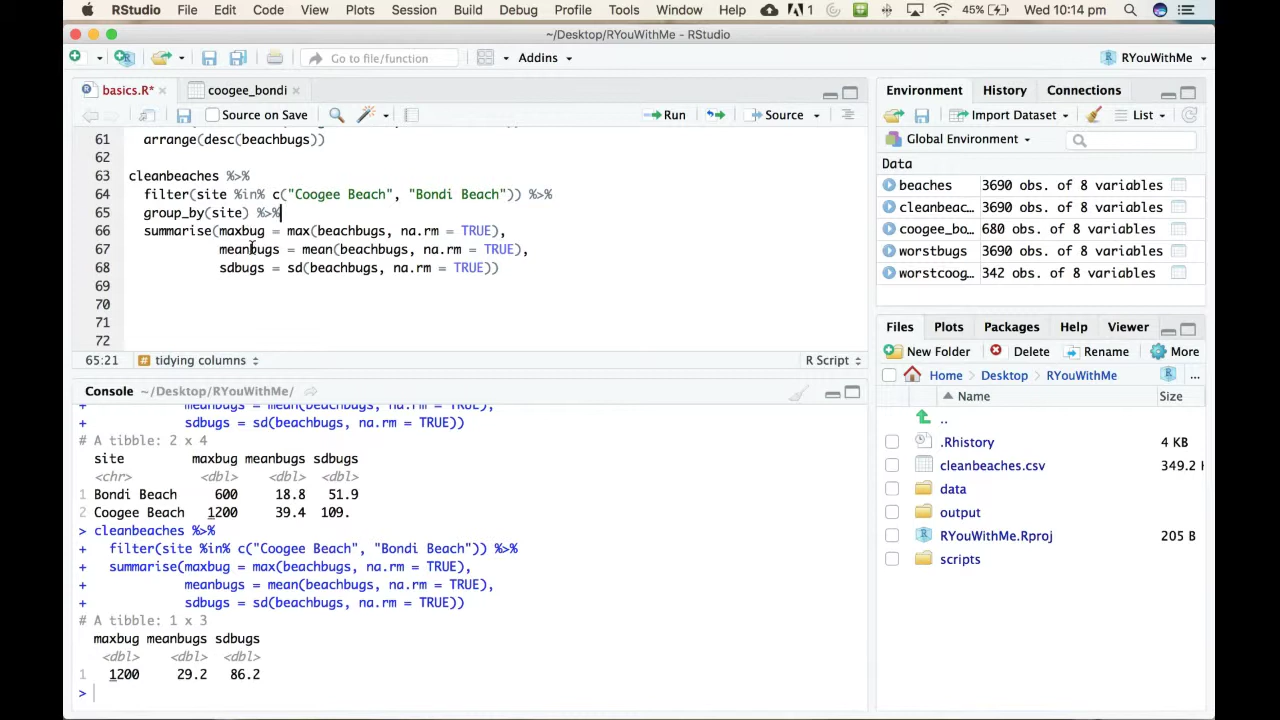 RStudio File Edit Code View Plots Session Build Debug Profile Tools Window Help 1 45% Wed 10:14 pm
~/Desktop/RYouWithMe - RStudio
Go to file/function Addins RYouWithMe
basics.R* coogee_bondi
Source on Save Run Source
61 arrange(desc(beachbugs))
62
63 cleanbeaches %>%
64 filter(site %in% c("Coogee Beach", "Bondi Beach")) %>%
65 group_by(site) %>%
66 summarise(maxbug = max(beachbugs, na.rm = TRUE),
67 meanbugs = mean(beachbugs, na.rm = TRUE),
68 sdbugs = sd(beachbugs, na.rm = TRUE))
69
70
71
72
65:21 tidying columns R Script
Console ~/Desktop/RYouWithMe/
+ meanbugs = mean(beachbugs, na.rm = TRUE),
+ sdbugs = sd(beachbugs, na.rm = TRUE))
# A tibble: 2 x 4
site maxbug meanbugs sdbugs
<chr> <dbl> <dbl> <dbl>
1 Bondi Beach 600 18.8 51.9
2 Coogee Beach 1200 39.4 109.
> cleanbeaches %>%
+ filter(site %in% c("Coogee Beach", "Bondi Beach")) %>%
+ summarise(maxbug = max(beachbugs, na.rm = TRUE),
+ meanbugs = mean(beachbugs, na.rm = TRUE),
+ sdbugs = sd(beachbugs, na.rm = TRUE))
# A tibble: 1 x 3
maxbug meanbugs sdbugs
<dbl> <dbl> <dbl>
1 1200 29.2 86.2
>
Environment History Connections
Import Dataset List
Global Environment
Data
beaches 3690 obs. of 8 variables
cleanbeac… 3690 obs. of 8 variables
coogee_bo… 680 obs. of 8 variables
worstbugs 3690 obs. of 8 variables
worstcoog… 342 obs. of 8 variables
Files Plots Packages Help Viewer
New Folder Delete Rename More
Home Desktop RYouWithMe ...
Name Size
..
.Rhistory 4 KB
cleanbeaches.csv 349.2
data
output
RYouWithMe.Rproj 205 B
scripts